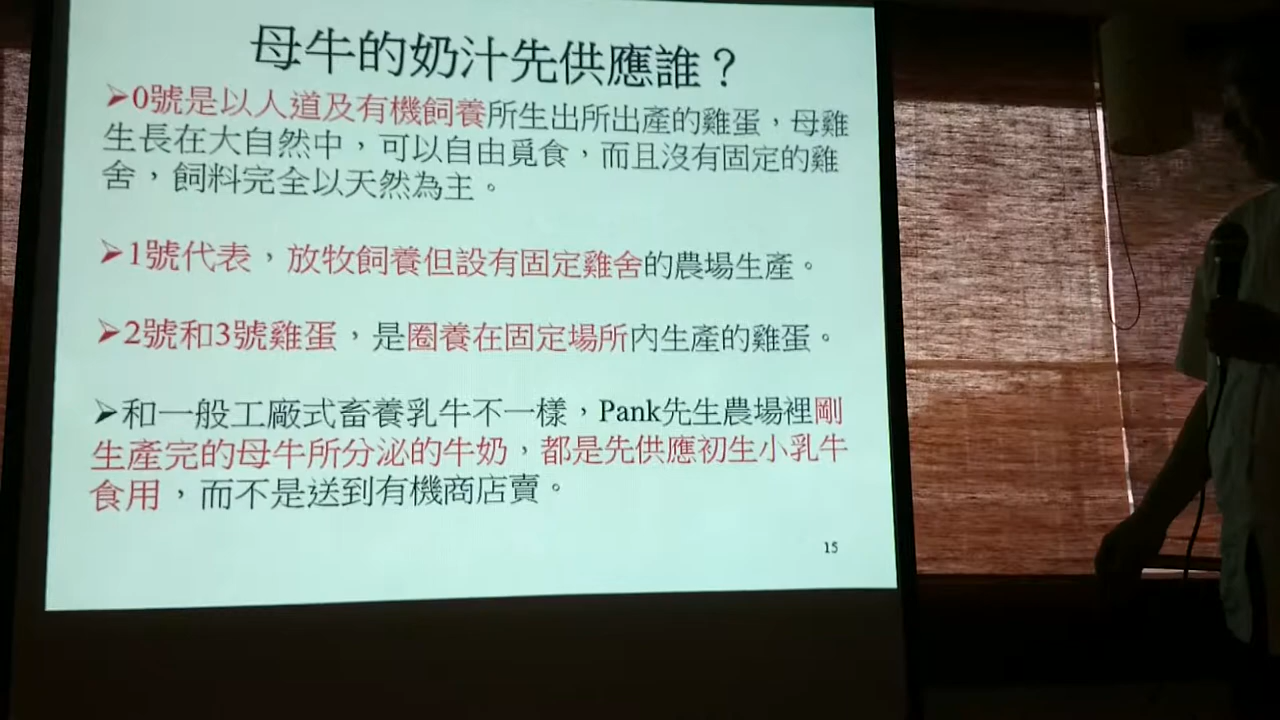 母牛的奶汁先供應誰？
➢0號是以人道及有機飼養所生出所出產的雞蛋，母雞
生長在大自然中，可以自由覓食，而且沒有固定的雞
舍，飼料完全以天然為主。
➢1號代表，放牧飼養但設有固定雞舍的農場生產。
➢2號和3號雞蛋，是圈養在固定場所內生產的雞蛋。
➢和一般工廠式畜養乳牛不一樣，Pank先生農場裡剛
生產完的母牛所分泌的牛奶，都是先供應初生小乳牛
食用，而不是送到有機商店賣。
15